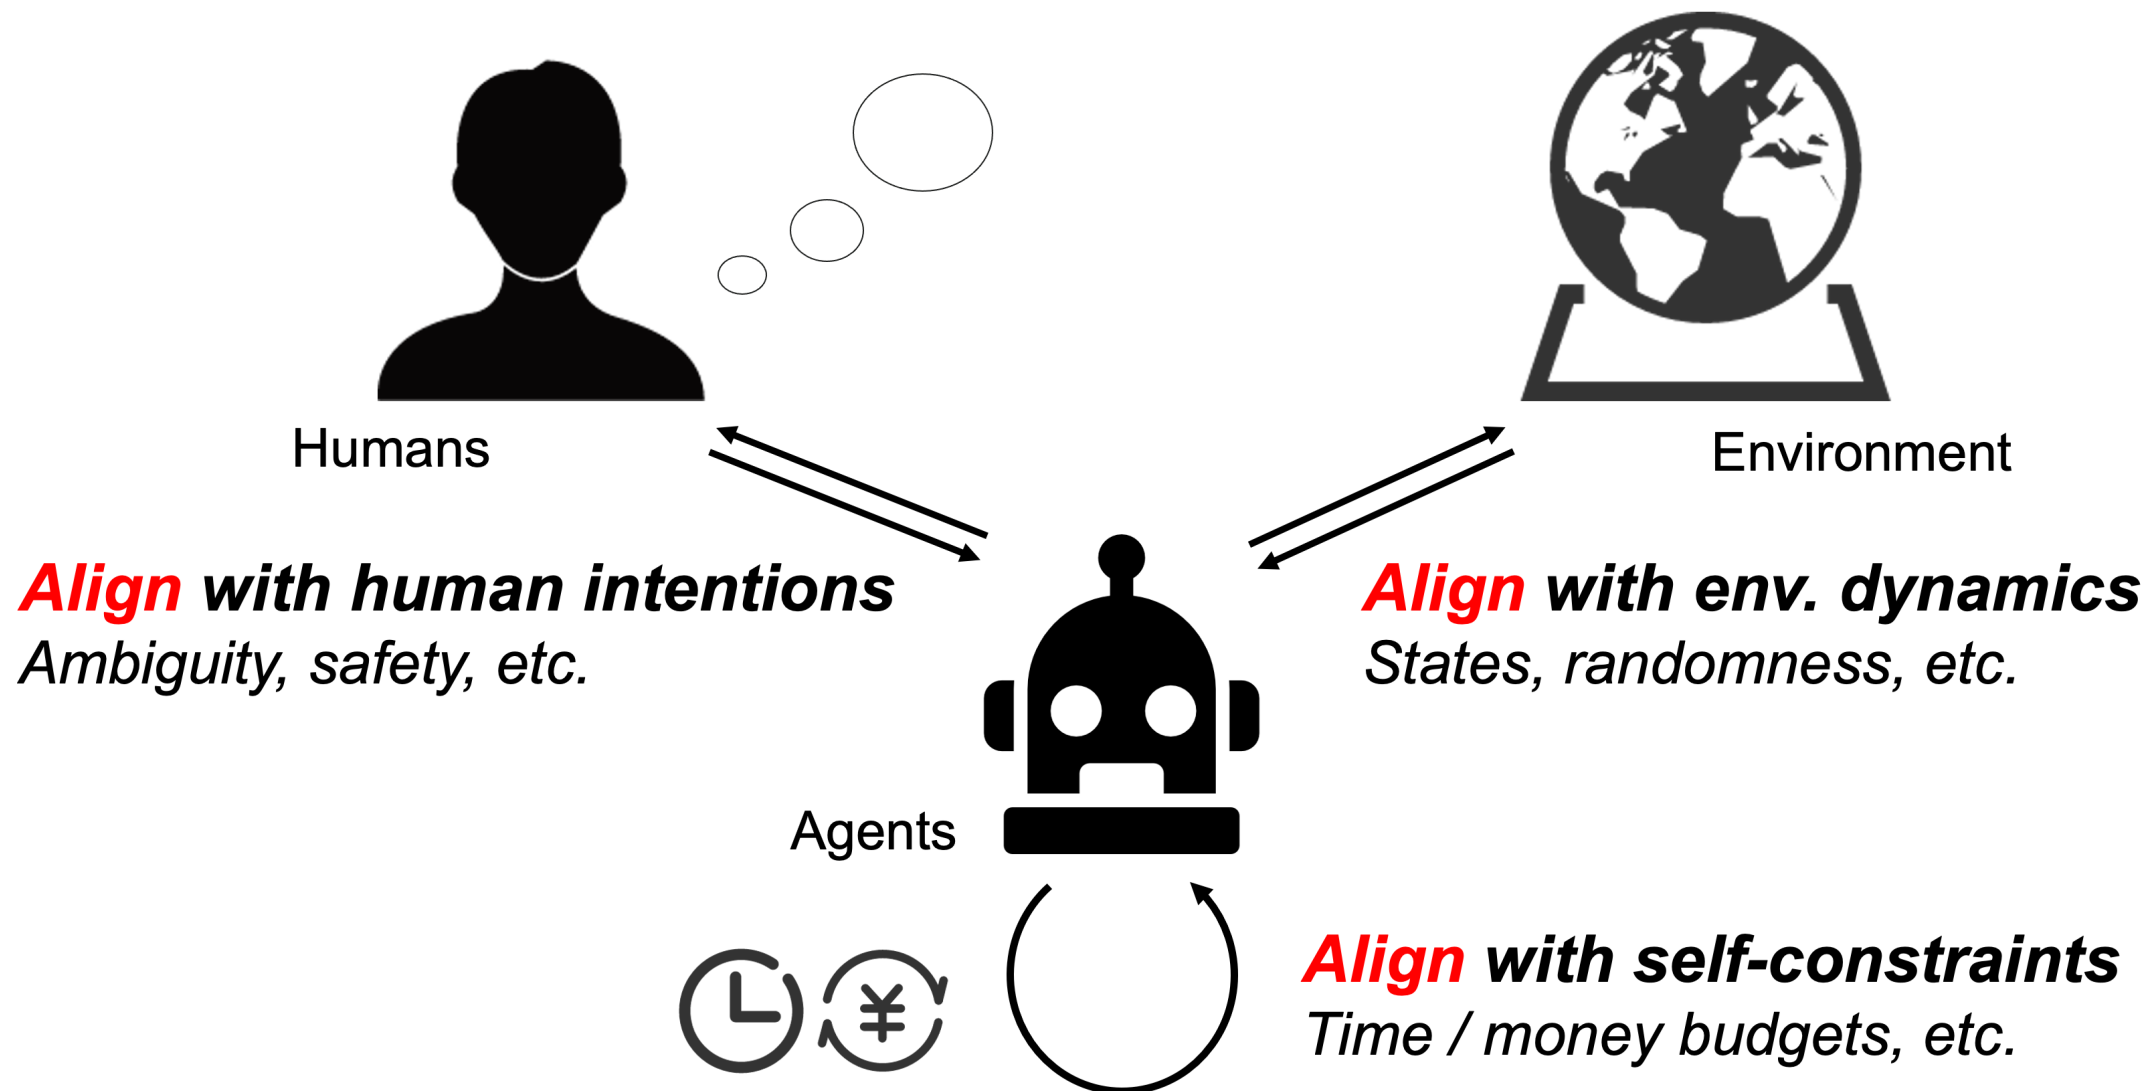 Humans
Environment
Align with human intentions
Ambiguity, safety, etc.
Align with env. dynamics
States, randomness, etc.
Agents
¥
Align with self-constraints
Time / money budgets, etc.